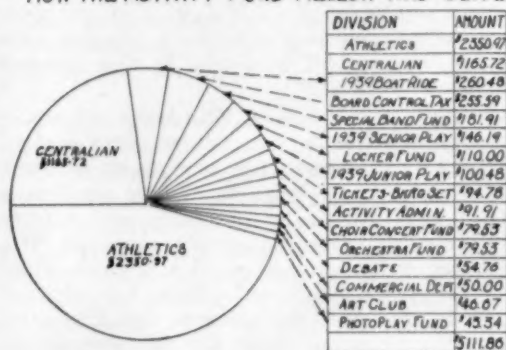 HOW THE ACTIVITY FUND MELON WAS
DIVISION AMOUNT
ATHLETICS $2350.97
CENTRALIAN $1165.72
1939 BOAT RIDE $260.48
BOARD CONTROL TAX $255.59
SPECIAL BAND FUND $181.91
1939 SENIOR PLAY $146.19
LOCKER FUND $110.00
1939 JUNIOR PLAY $100.48
TICKETS-BKKG SET $94.78
ACTIVITY ADMIN. $91.91
CHOIR CONCERT FUND $79.53
ORCHESTRA FUND $79.53
DEBATE $54.76
COMMERCIAL DEPT $50.00
ART CLUB $46.67
PHOTOPLAY FUND $43.34
$5111.86
CENTRALIAN
$1165.72
ATHLETICS
$2350.97